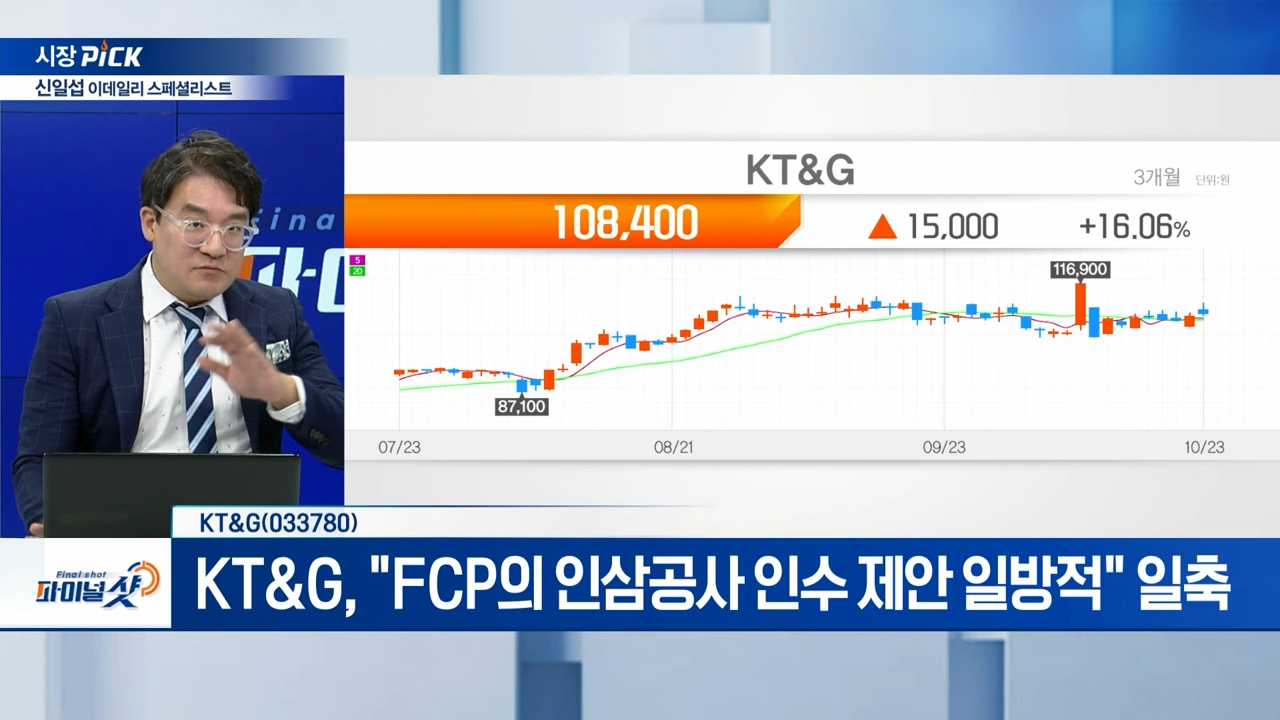 시장 PiCK
신일섭 이데일리 스페셜리스트
Fina
파이
KT&G
3개월 단위:원
108,400 ▲ 15,000 +16.06%
5
20
116,900
87,100
07/23 08/21 09/23 10/23
KT&G(033780)
Final shot
파이널샷
KT&G, "FCP의 인삼공사 인수 제안 일방적" 일축